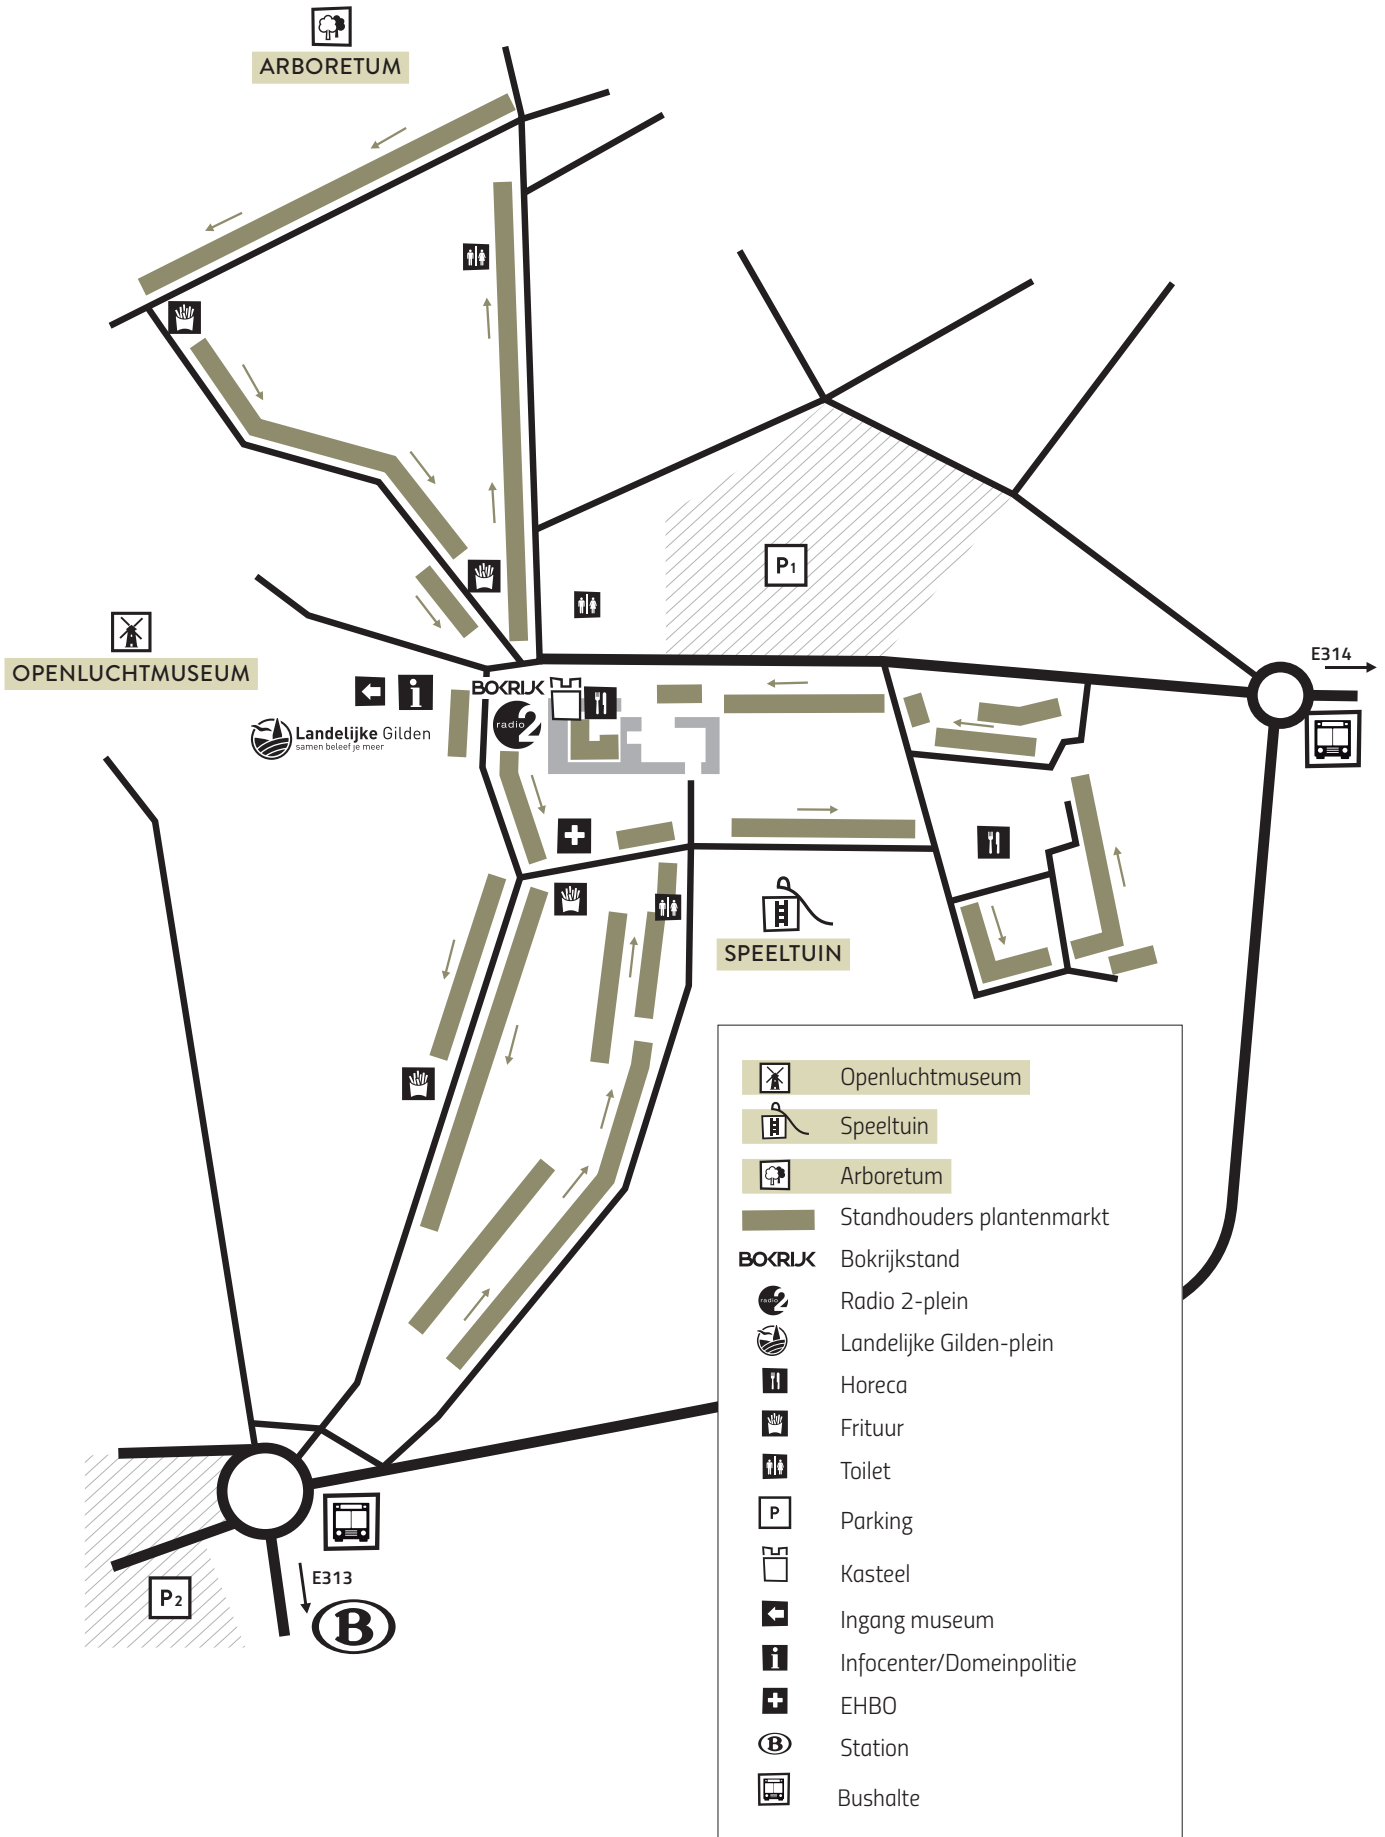 ARBORETUM
P1
OPENLUCHTMUSEUM
E314
BOKRIJK
radio 2
Landelijke Gilden
samen beleef je meer
SPEELTUIN
Openluchtmuseum
Speeltuin
Arboretum
Standhouders plantenmarkt
BOKRIJK Bokrijkstand
radio 2 Radio 2-plein
Landelijke Gilden-plein
Horeca
Frituur
Toilet
P Parking
Kasteel
Ingang museum
i Infocenter/Domeinpolitie
EHBO
B Station
Bushalte
E313
P2
B
i